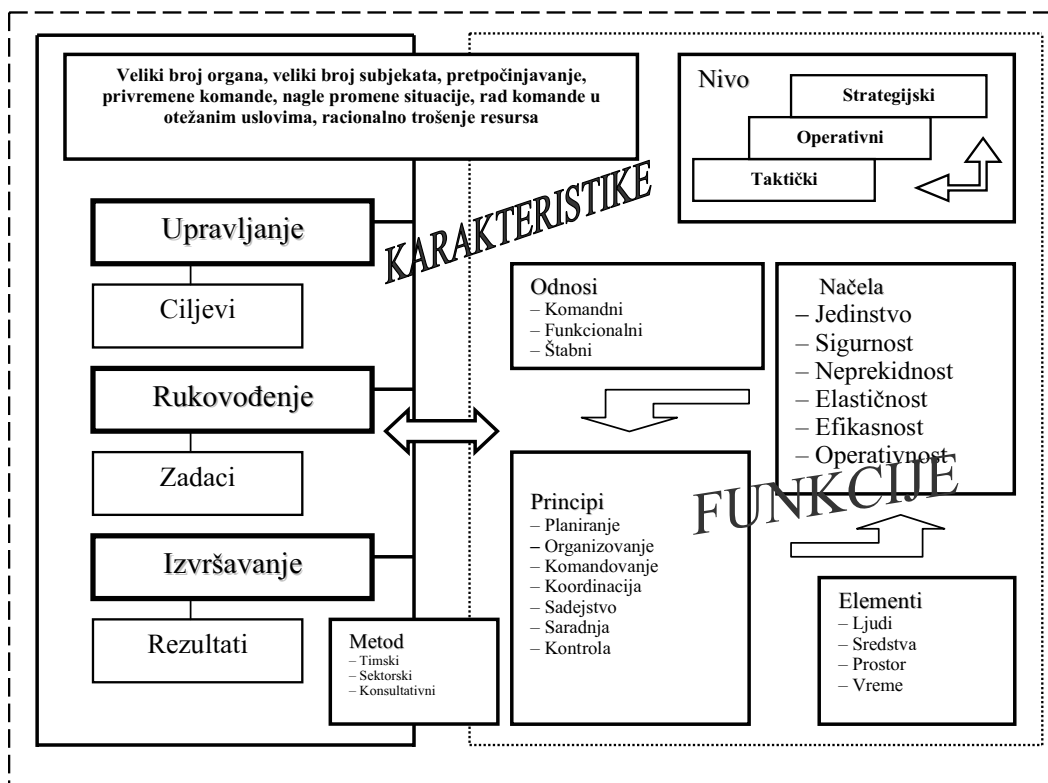 Veliki broj organa, veliki broj subjekata, pretpočinjavanje,
privremene komande, nagle promene situacije, rad komande u
otežanim uslovima, racionalno trošenje resursa
Nivo
Strategijski
Operativni
Taktički
KARAKTERISTIKE
Upravljanje
Ciljevi
Rukovođenje
Zadaci
Izvršavanje
Rezultati
Metod
– Timski
– Sektorski
– Konsultativni
Odnosi
– Komandni
– Funkcionalni
– Štabni
Načela
– Jedinstvo
– Sigurnost
– Neprekidnost
– Elastičnost
– Efikasnost
– Operativnost
FUNKCIJE
Principi
– Planiranje
– Organizovanje
– Komandovanje
– Koordinacija
– Sadejstvo
– Saradnja
– Kontrola
Elementi
– Ljudi
– Sredstva
– Prostor
– Vreme